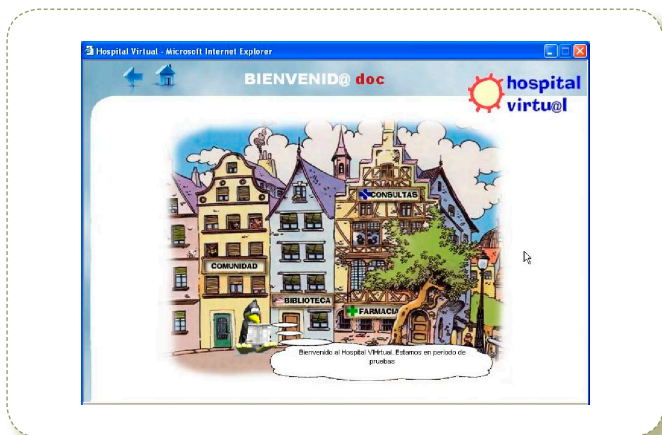 Hospital Virtual - Microsoft Internet Explorer
BIENVENID@ doc
hospital
virtu@l
CONSULTAS
COMUNIDAD
BIBLIOTECA
FARMACIA
Bienvenido al Hospital VIHrtual. Estamos en periodo de
pruebas